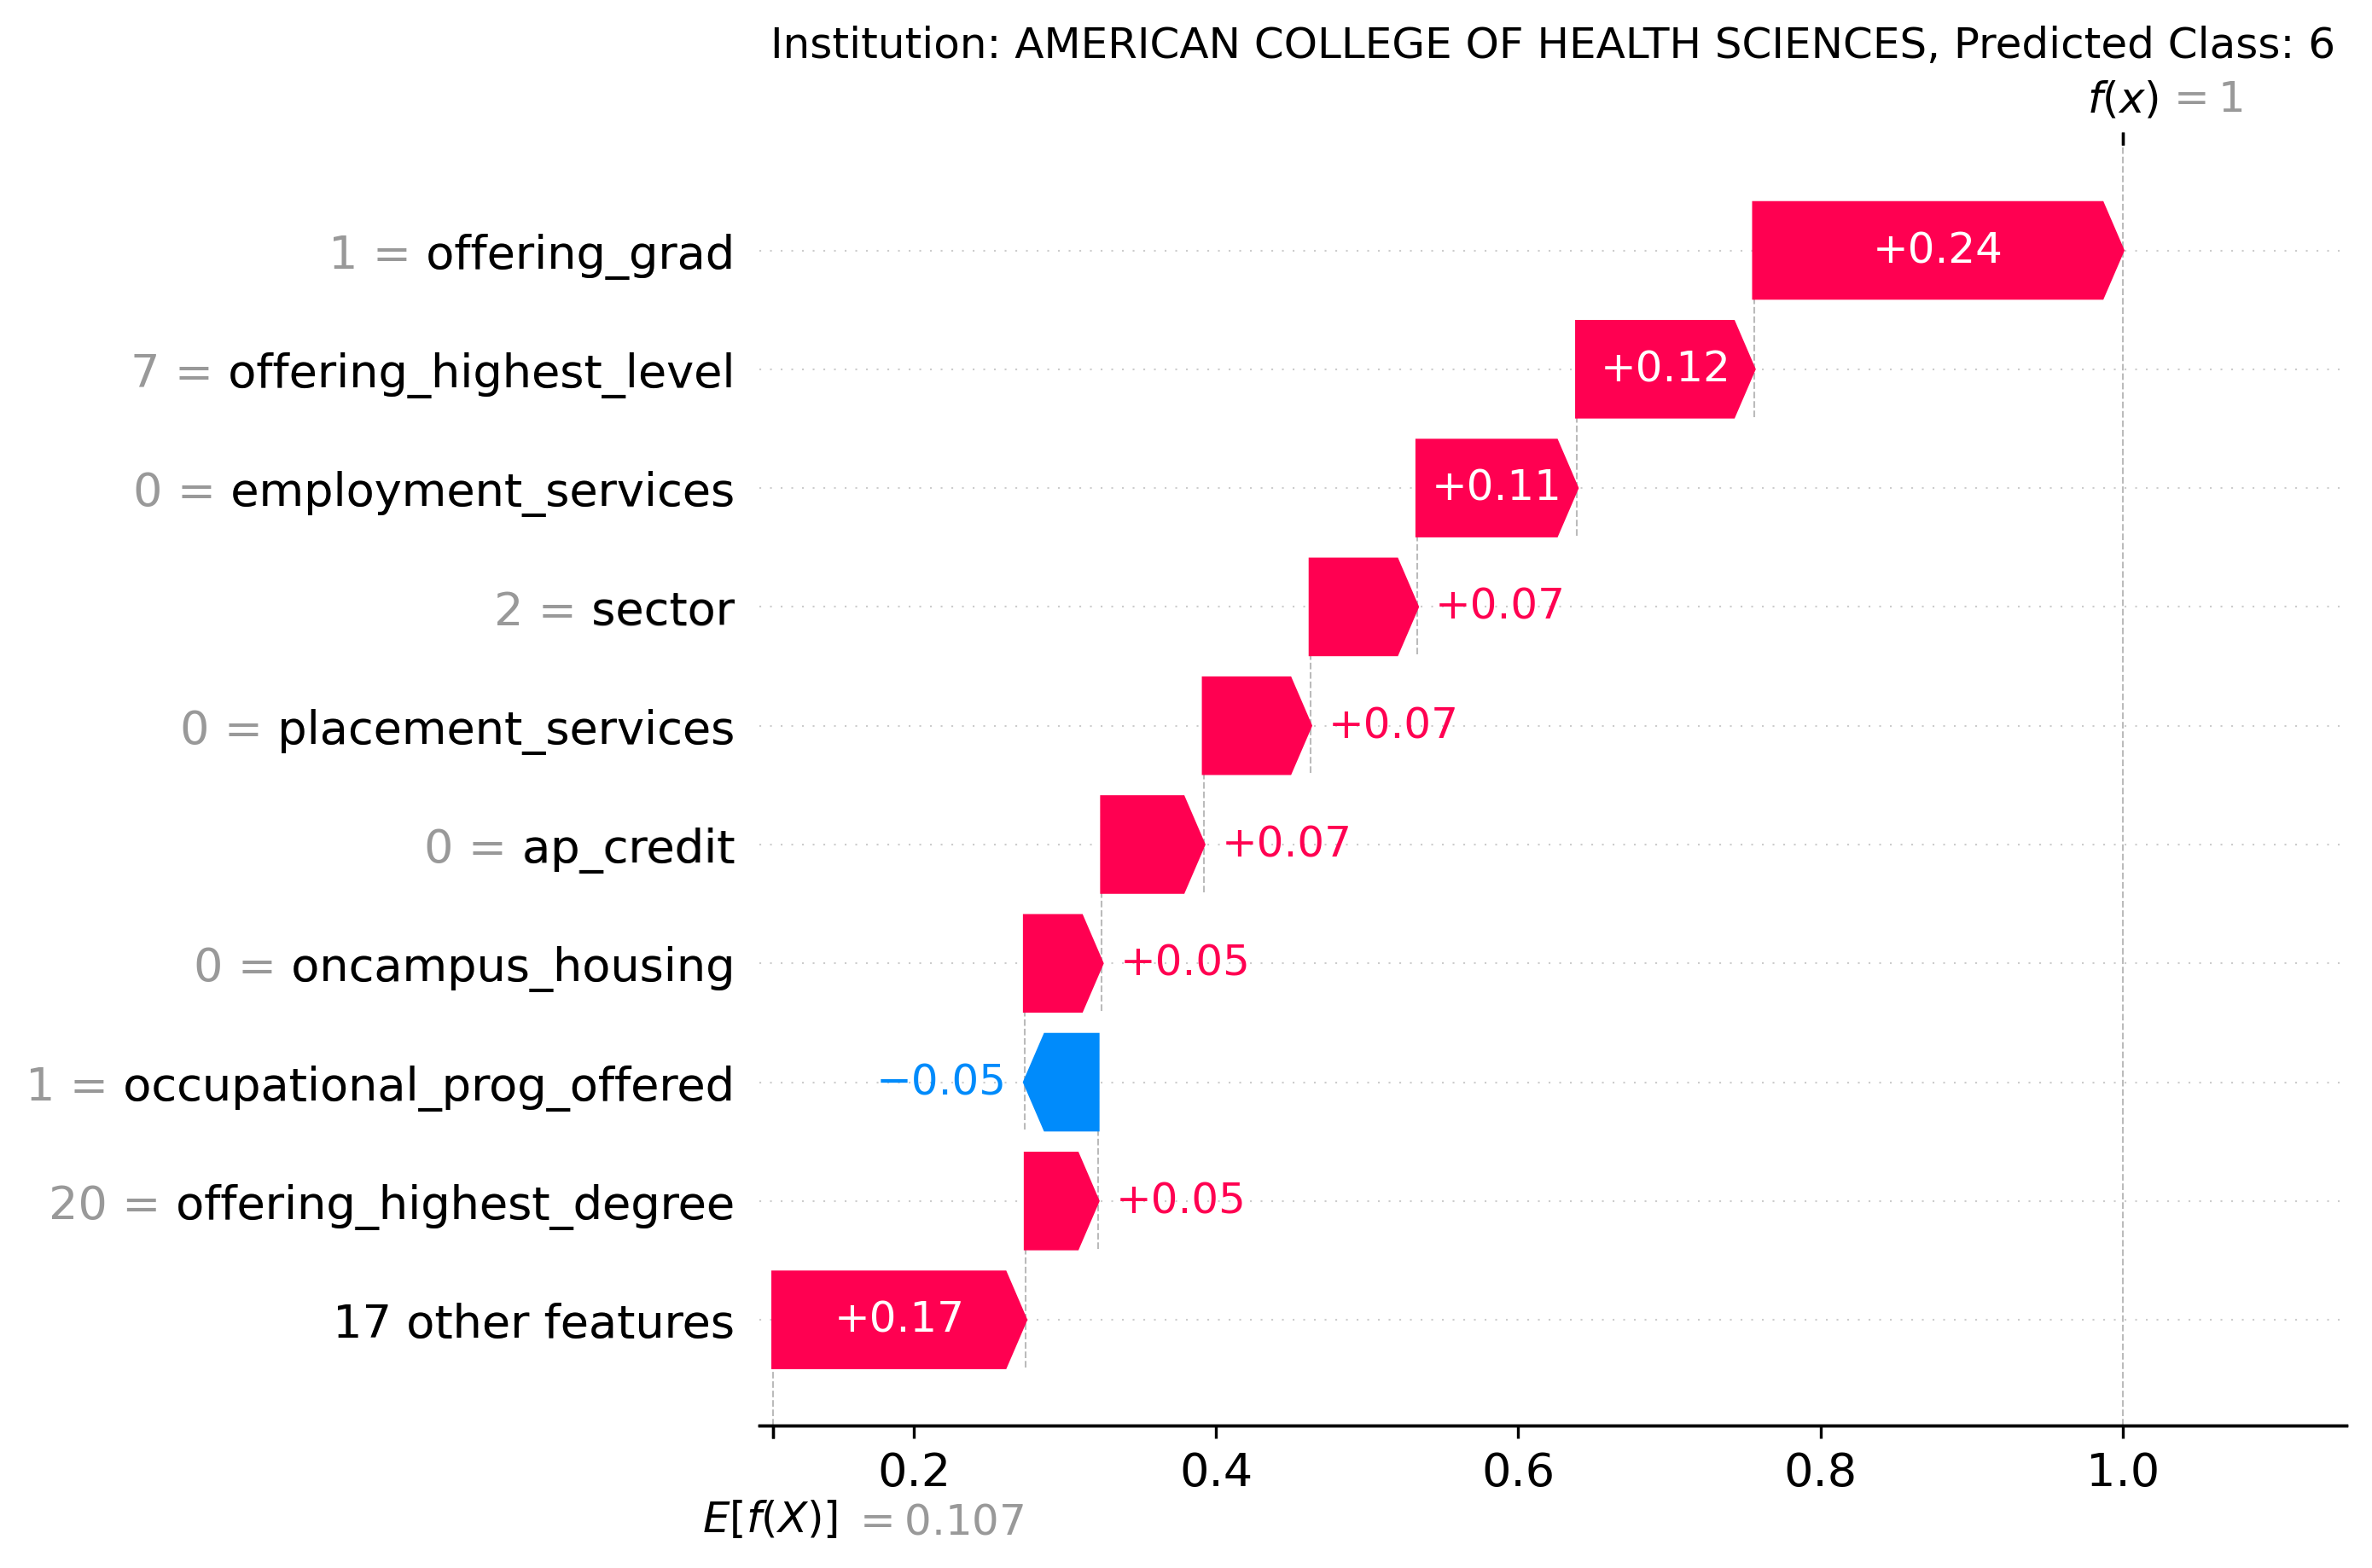 Institution: AMERICAN COLLEGE OF HEALTH SCIENCES, Predicted Class: 6
f(x) = 1
1 = offering_grad +0.24
7 = offering_highest_level +0.12
0 = employment_services +0.11
2 = sector +0.07
0 = placement_services +0.07
0 = ap_credit +0.07
0 = oncampus_housing +0.05
1 = occupational_prog_offered −0.05
20 = offering_highest_degree +0.05
17 other features +0.17
0.2 0.4 0.6 0.8 1.0
E[f(X)] = 0.107